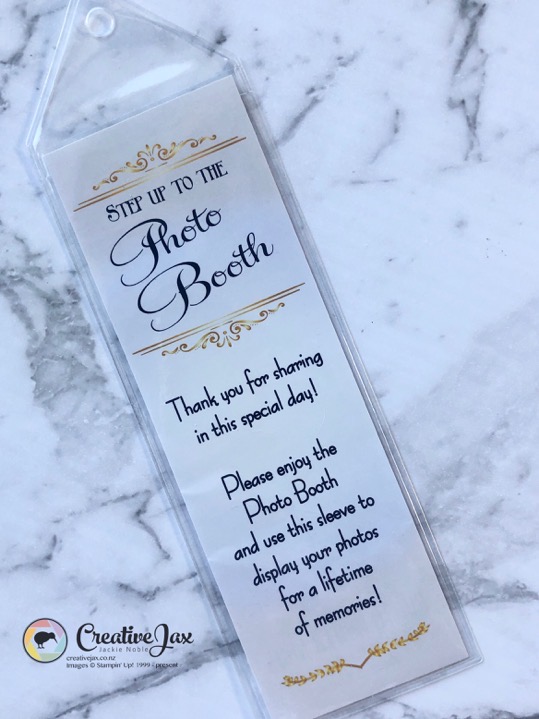 STEP UP TO THE
Photo
Booth
Thank you for sharing
in this special day!
Please enjoy the
Photo Booth
and use this sleeve to
display your photos
for a lifetime
of memories!
CreativeJax
Jackie Noble
creativejax.co.nz
Images © Stampin' Up! 1999 - present